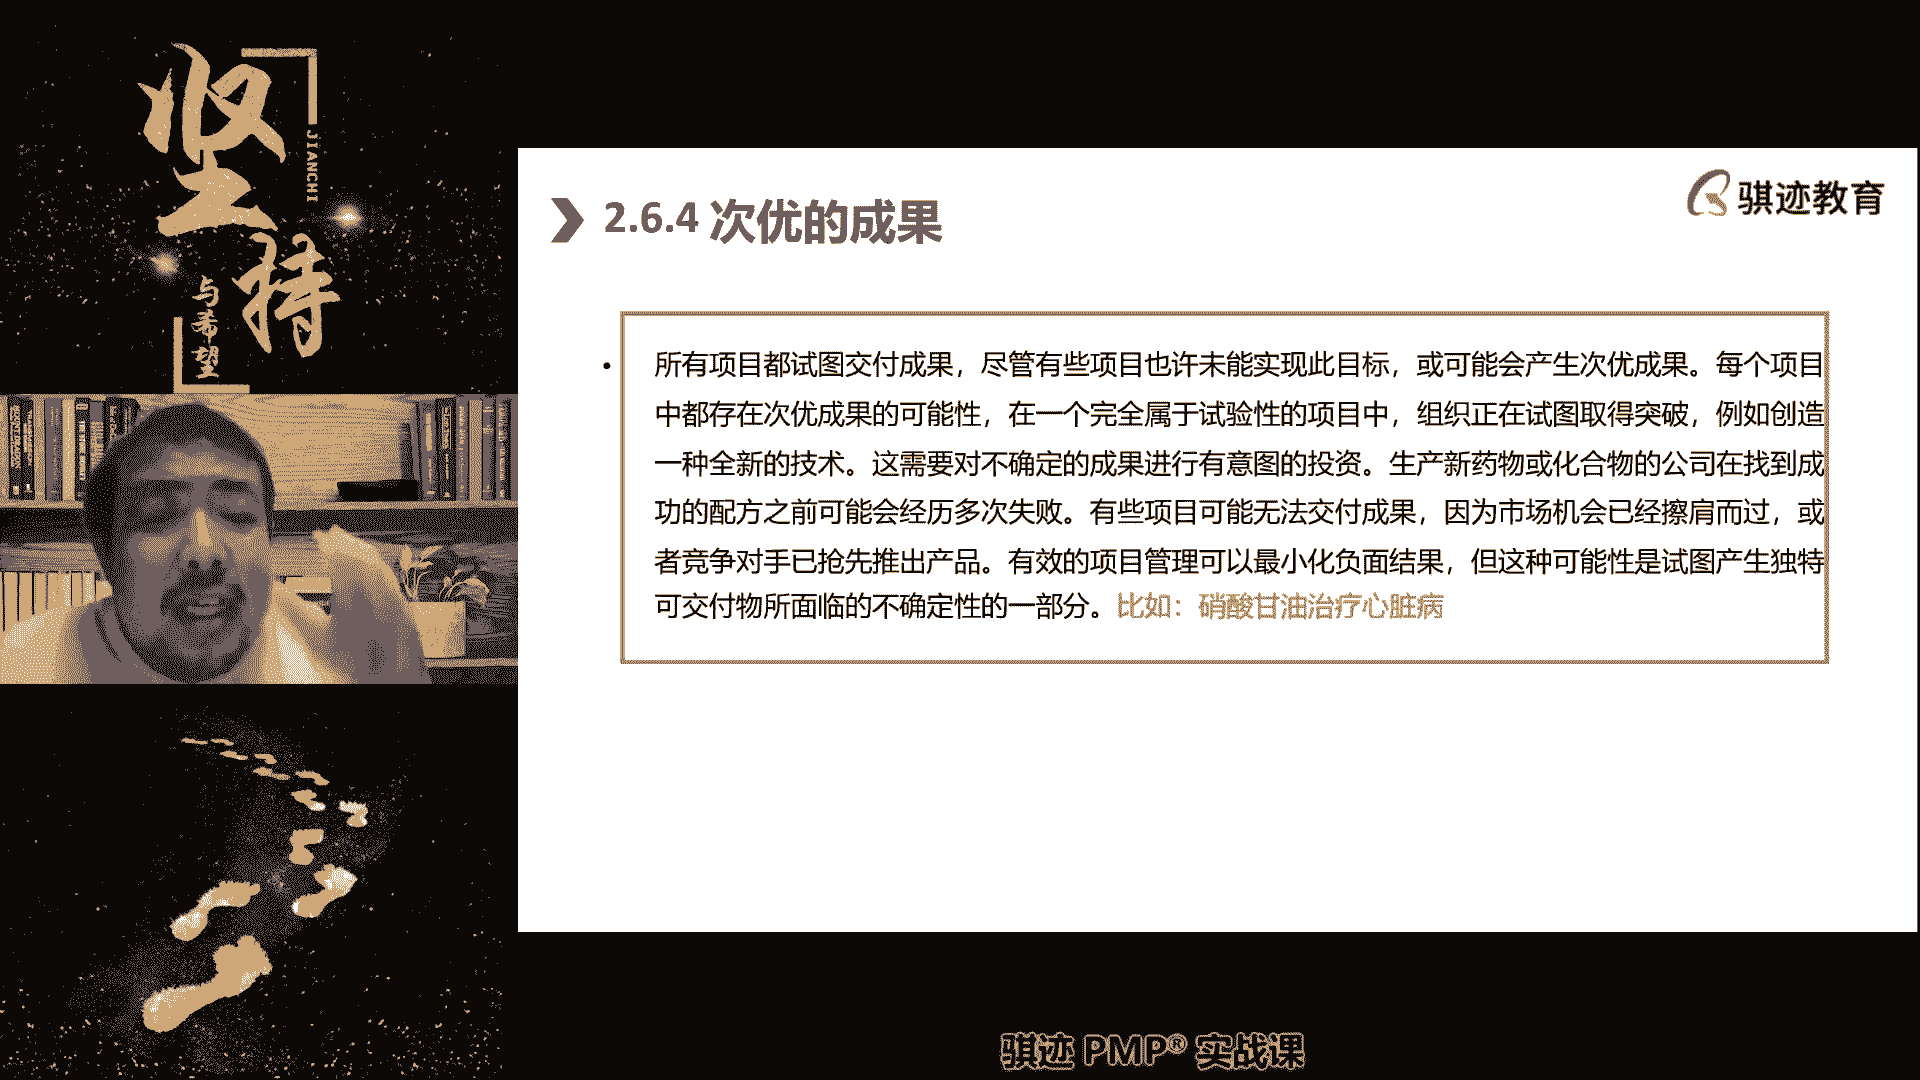 坚持
JIANCHI
与希望
骐迹教育
2.6.4 次优的成果
• 所有项目都试图交付成果，尽管有些项目也许未能实现此目标，或可能会产生次优成果。每个项目
中都存在次优成果的可能性，在一个完全属于试验性的项目中，组织正在试图取得突破，例如创造
一种全新的技术。这需要对不确定的成果进行有意图的投资。生产新药物或化合物的公司在找到成
功的配方之前可能会经历多次失败。有些项目可能无法交付成果，因为市场机会已经擦肩而过，或
者竞争对手已抢先推出产品。有效的项目管理可以最小化负面结果，但这种可能性是试图产生独特
可交付物所面临的不确定性的一部分。比如：硝酸甘油治疗心脏病
骐迹 PMP® 实战课